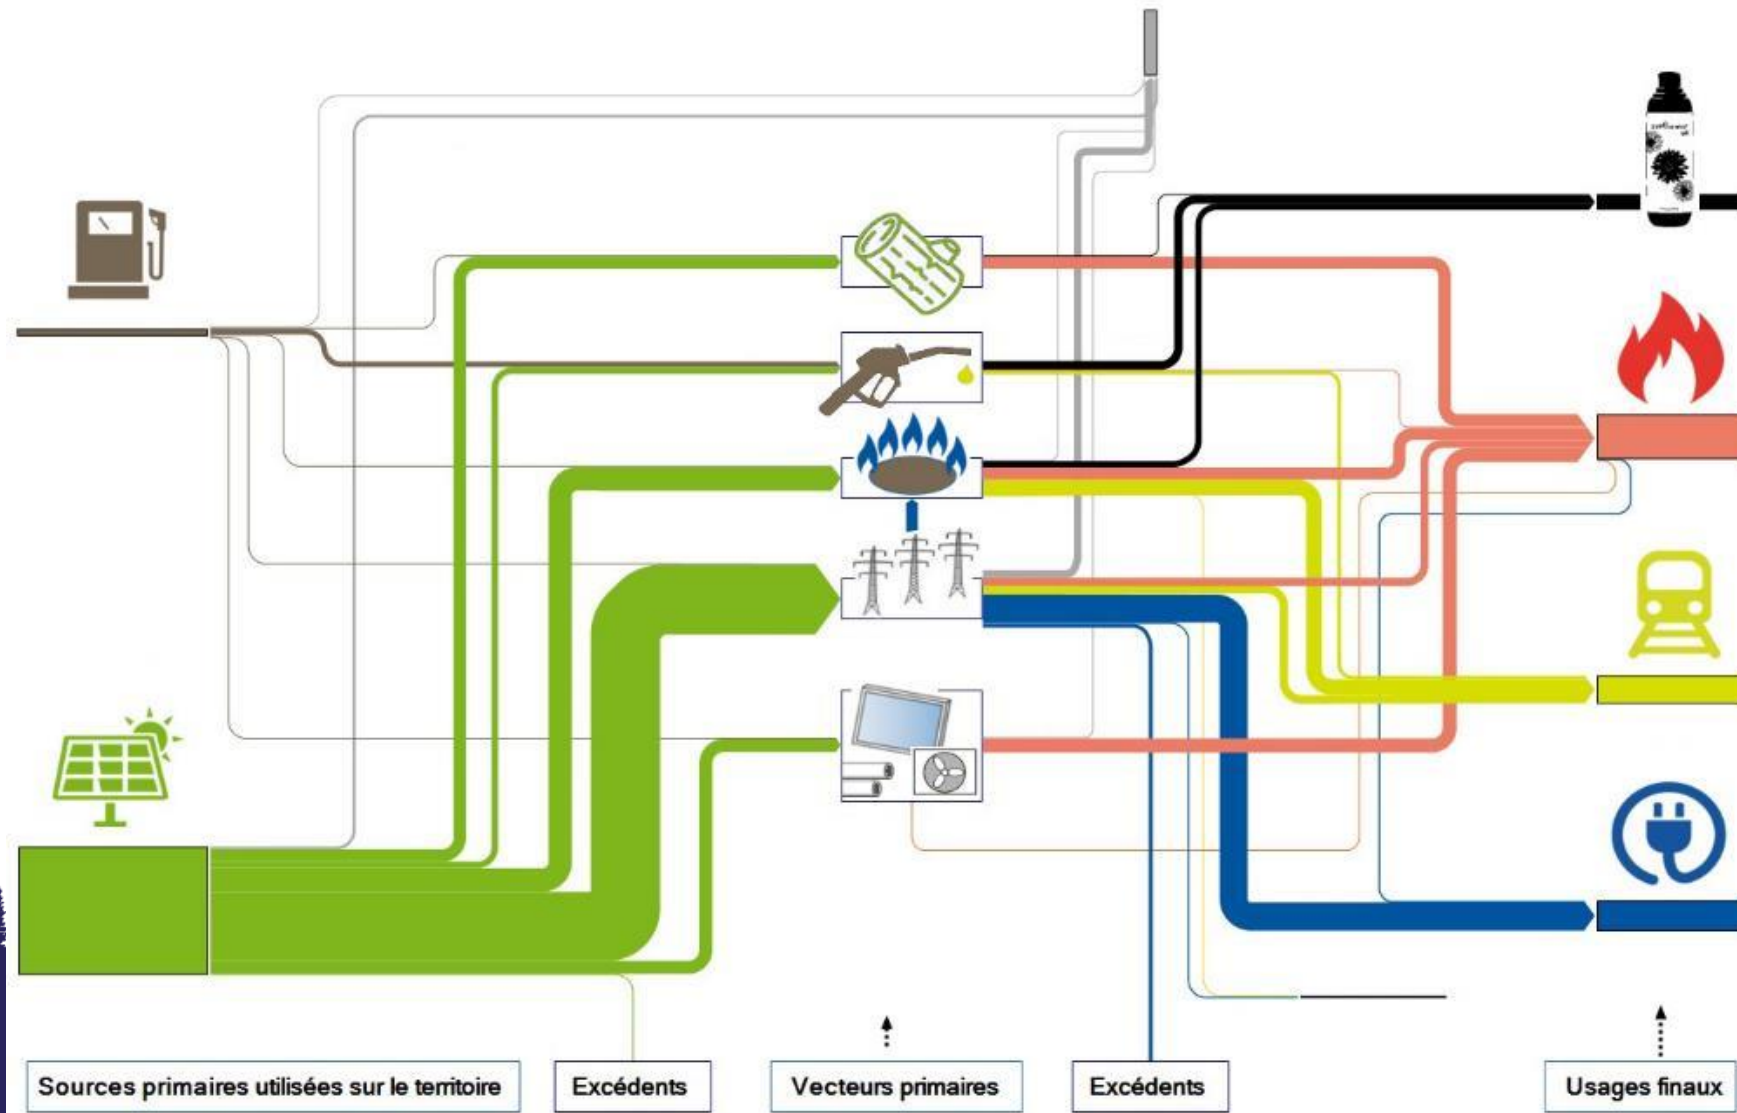 Sources primaires utilisées sur le territoire
Excédents
Vecteurs primaires
Excédents
Usages finaux